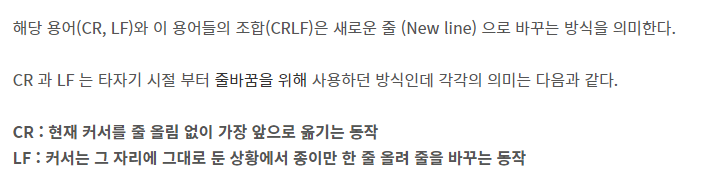 해당 용어(CR, LF)와 이 용어들의 조합(CRLF)은 새로운 줄 (New line) 으로 바꾸는 방식을 의미한다.
CR 과 LF 는 타자기 시절 부터 줄바꿈을 위해 사용하던 방식인데 각각의 의미는 다음과 같다.
CR : 현재 커서를 줄 올림 없이 가장 앞으로 옮기는 동작
LF : 커서는 그 자리에 그대로 둔 상황에서 종이만 한 줄 올려 줄을 바꾸는 동작